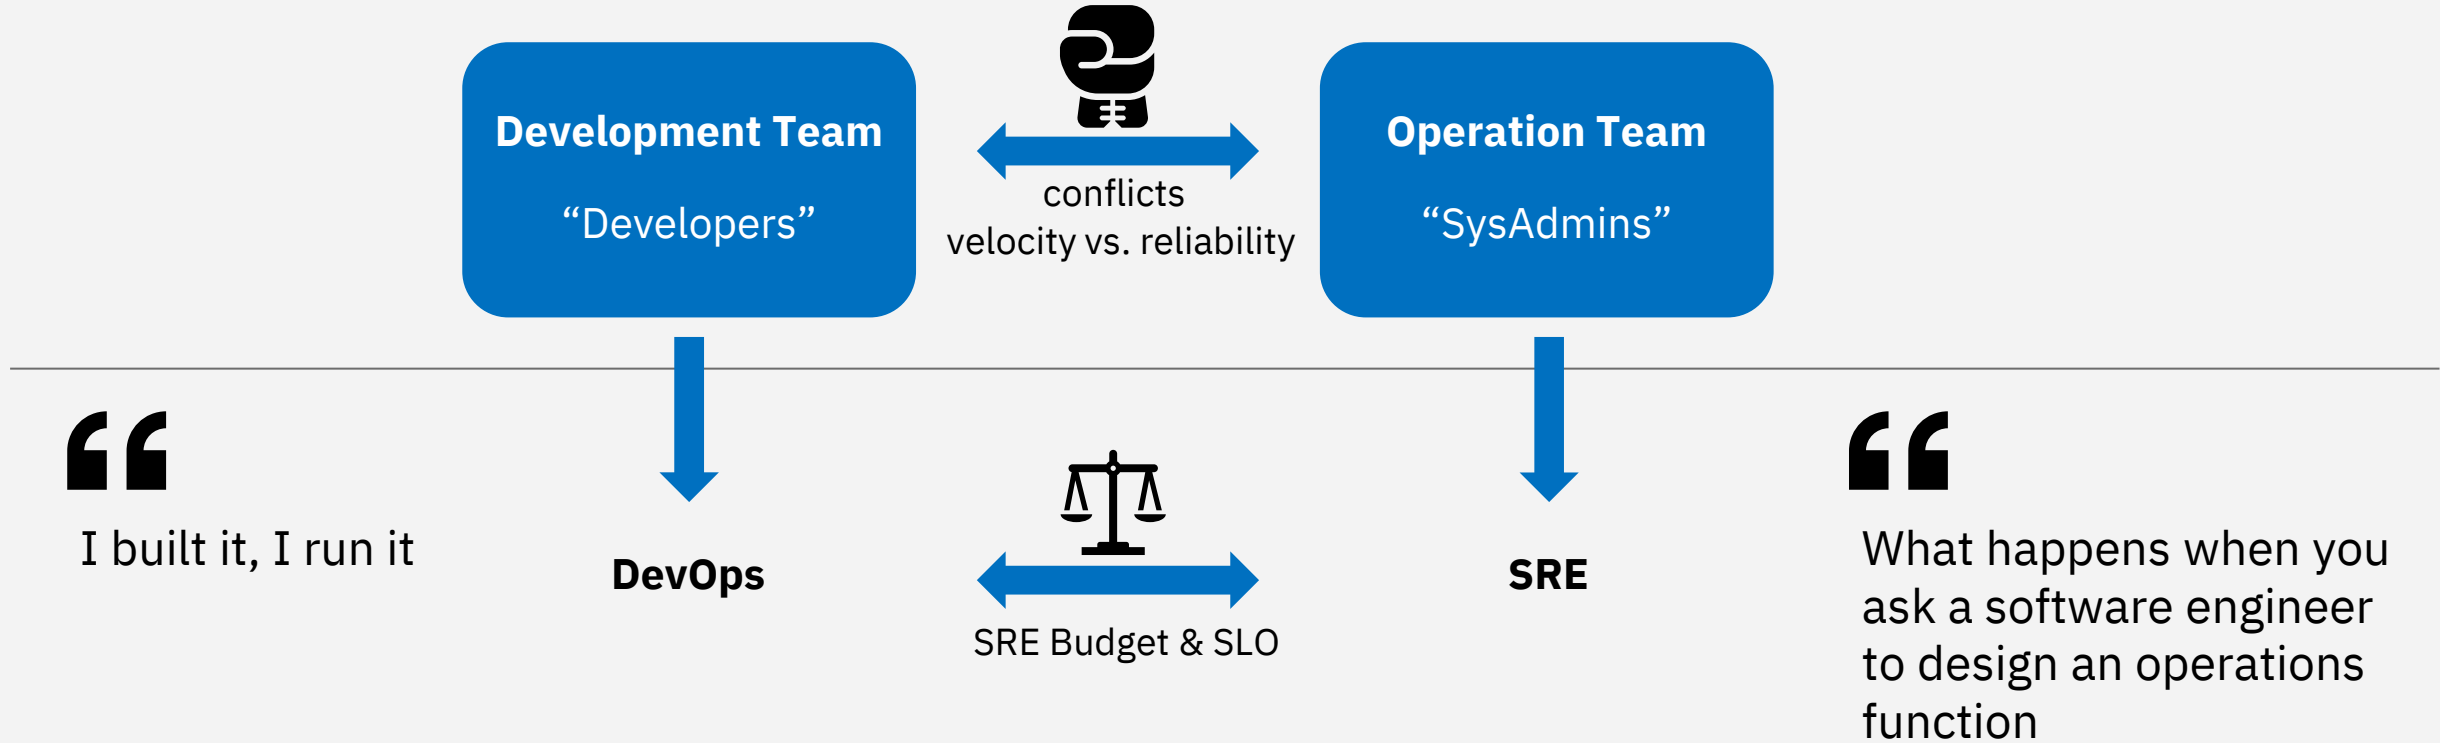 Development Team
“Developers”
conflicts
velocity vs. reliability
Operation Team
“SysAdmins”
“
I built it, I run it
DevOps
SRE Budget & SLO
SRE
“
What happens when you
ask a software engineer
to design an operations
function